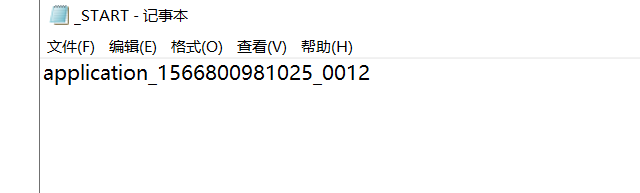 _START - 记事本
文件(F) 编辑(E) 格式(O) 查看(V) 帮助(H)
application_1566800981025_0012